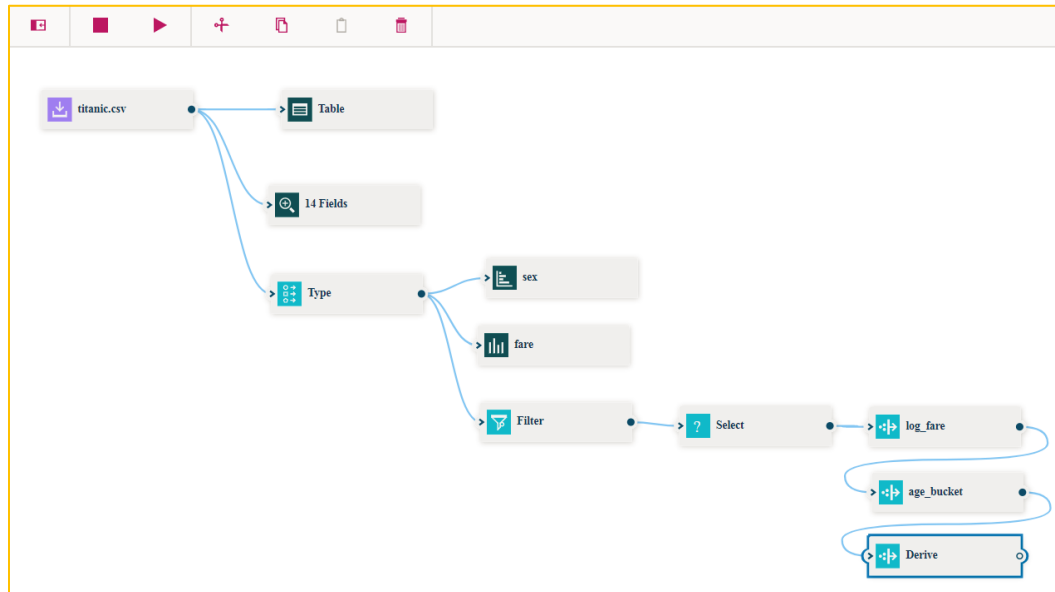 titanic.csv
Table
14 Fields
Type
sex
fare
Filter
?
Select
log_fare
age_bucket
Derive